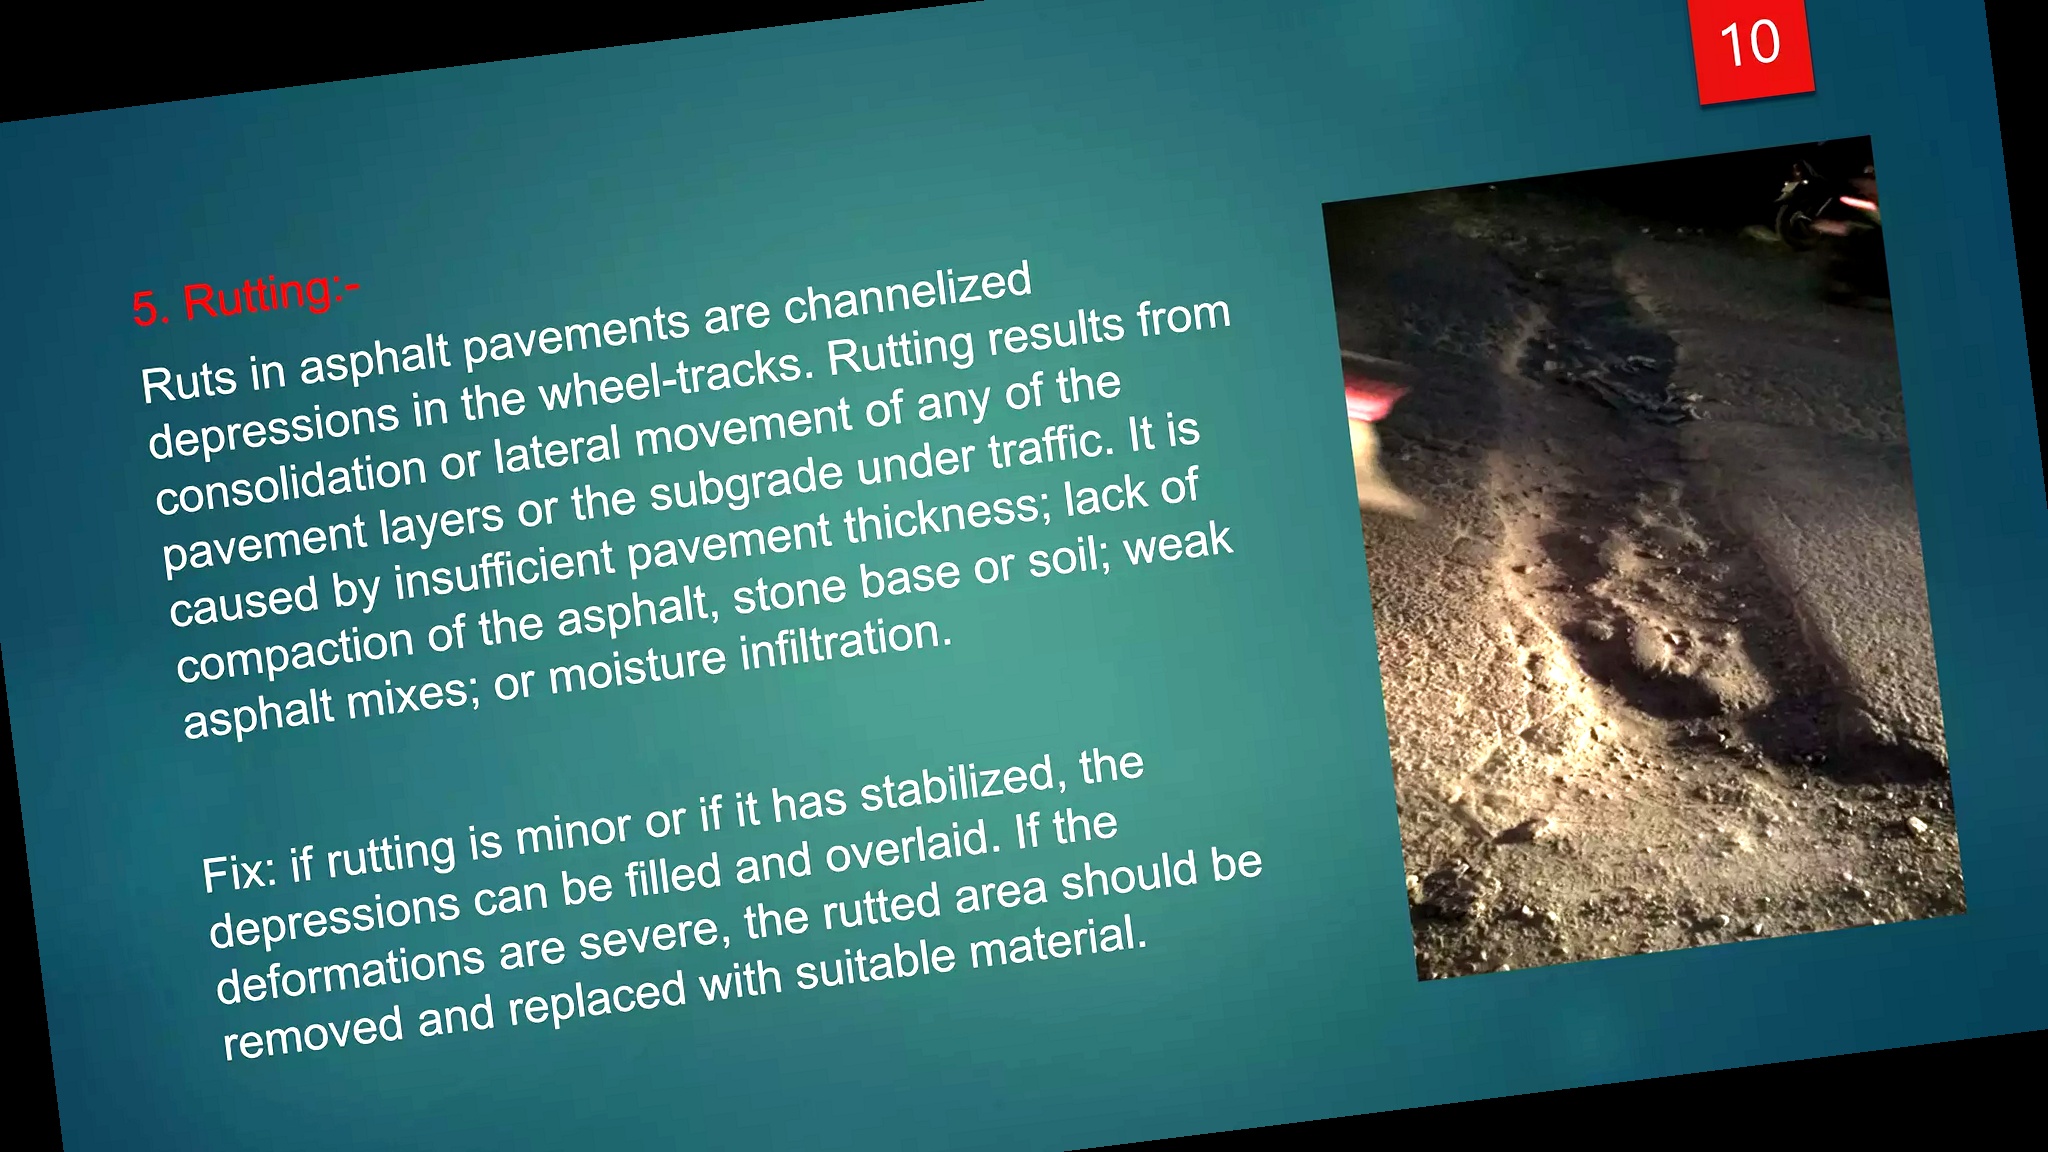 10
5. Rutting:-
Ruts in asphalt pavements are channelized
depressions in the wheel-tracks. Rutting results from
consolidation or lateral movement of any of the
pavement layers or the subgrade under traffic. It is
caused by insufficient pavement thickness; lack of
compaction of the asphalt, stone base or soil; weak
asphalt mixes; or moisture infiltration.
Fix: if rutting is minor or if it has stabilized, the
depressions can be filled and overlaid. If the
deformations are severe, the rutted area should be
removed and replaced with suitable material.